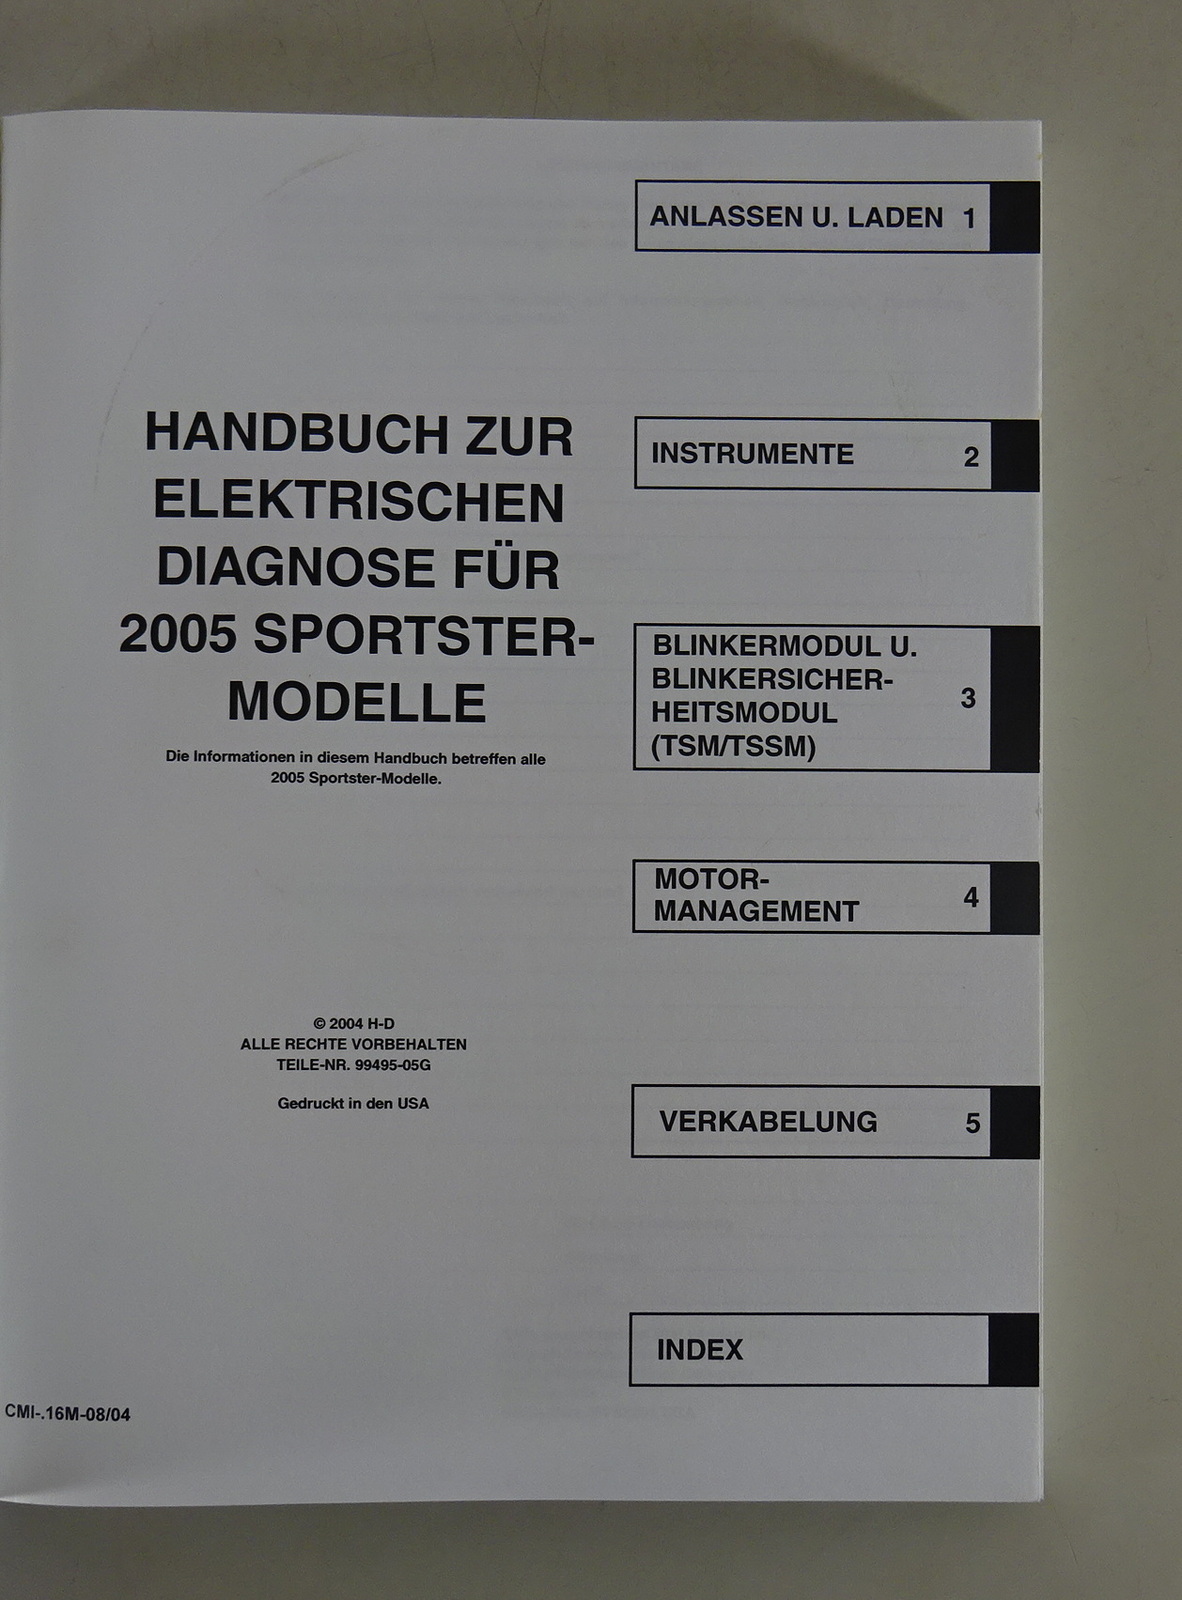 HANDBUCH ZUR
ELEKTRISCHEN
DIAGNOSE FÜR
2005 SPORTSTER-
MODELLE
Die Informationen in diesem Handbuch betreffen alle
2005 Sportster-Modelle.
© 2004 H-D
ALLE RECHTE VORBEHALTEN
TEILE-NR. 99495-05G
Gedruckt in den USA
CMI-.16M-08/04
ANLASSEN U. LADEN 1
INSTRUMENTE 2
BLINKERMODUL U.
BLINKERSICHER-
HEITSMODUL 3
(TSM/TSSM)
MOTOR-
MANAGEMENT 4
VERKABELUNG 5
INDEX